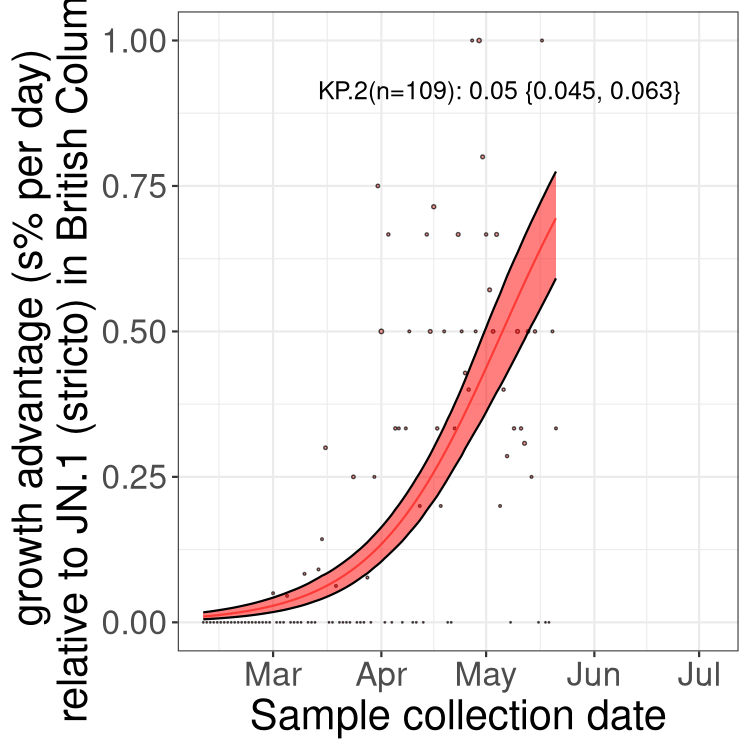 growth advantage (s% per day)
relative to JN.1 (stricto) in British Colum
1.00
0.75
0.50
0.25
0.00
KP.2(n=109): 0.05 {0.045, 0.063}
Mar Apr May Jun Jul
Sample collection date